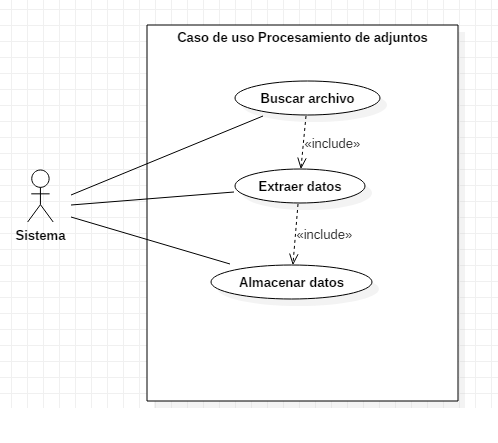 Caso de uso Procesamiento de adjuntos
Buscar archivo
«include»
Extraer datos
Sistema
«include»
Almacenar datos